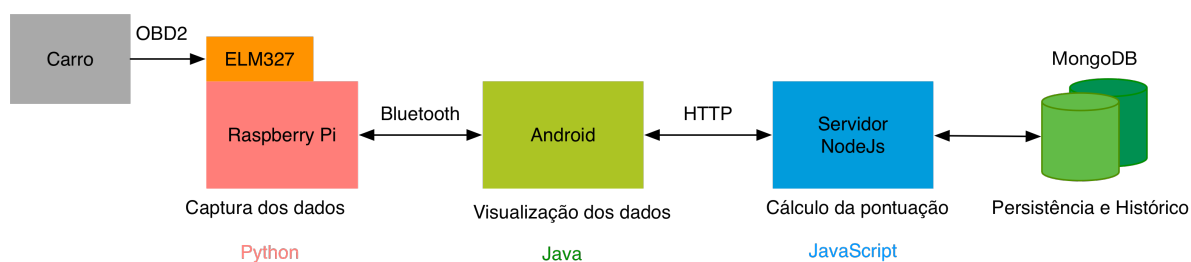 Carro
OBD2
ELM327
Raspberry Pi
Bluetooth
Android
HTTP
Servidor
NodeJs
MongoDB
Captura dos dados
Visualização dos dados
Cálculo da pontuação
Persistência e Histórico
Python
Java
JavaScript